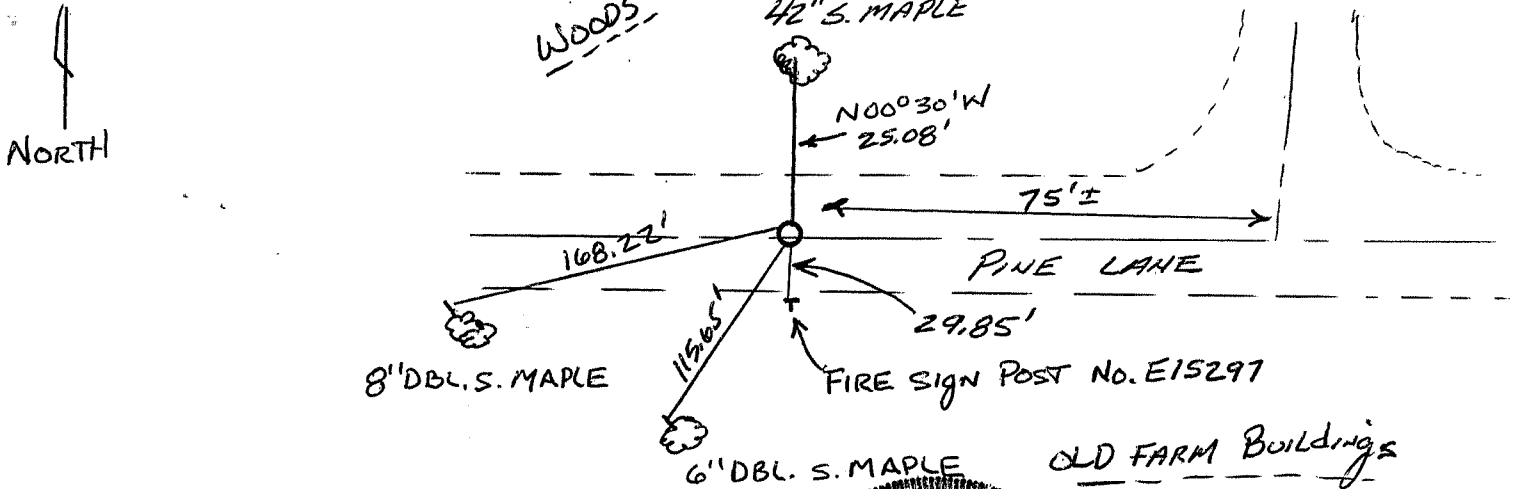 WOODS
42" S. MAPLE
N00°30'W
25.08'
NORTH
75'±
168.22'
PINE LANE
115.65'
29.85'
8" DBL. S. MAPLE
FIRE SIGN POST No. E15297
6" DBL. S. MAPLE
OLD FARM BUILDINGS